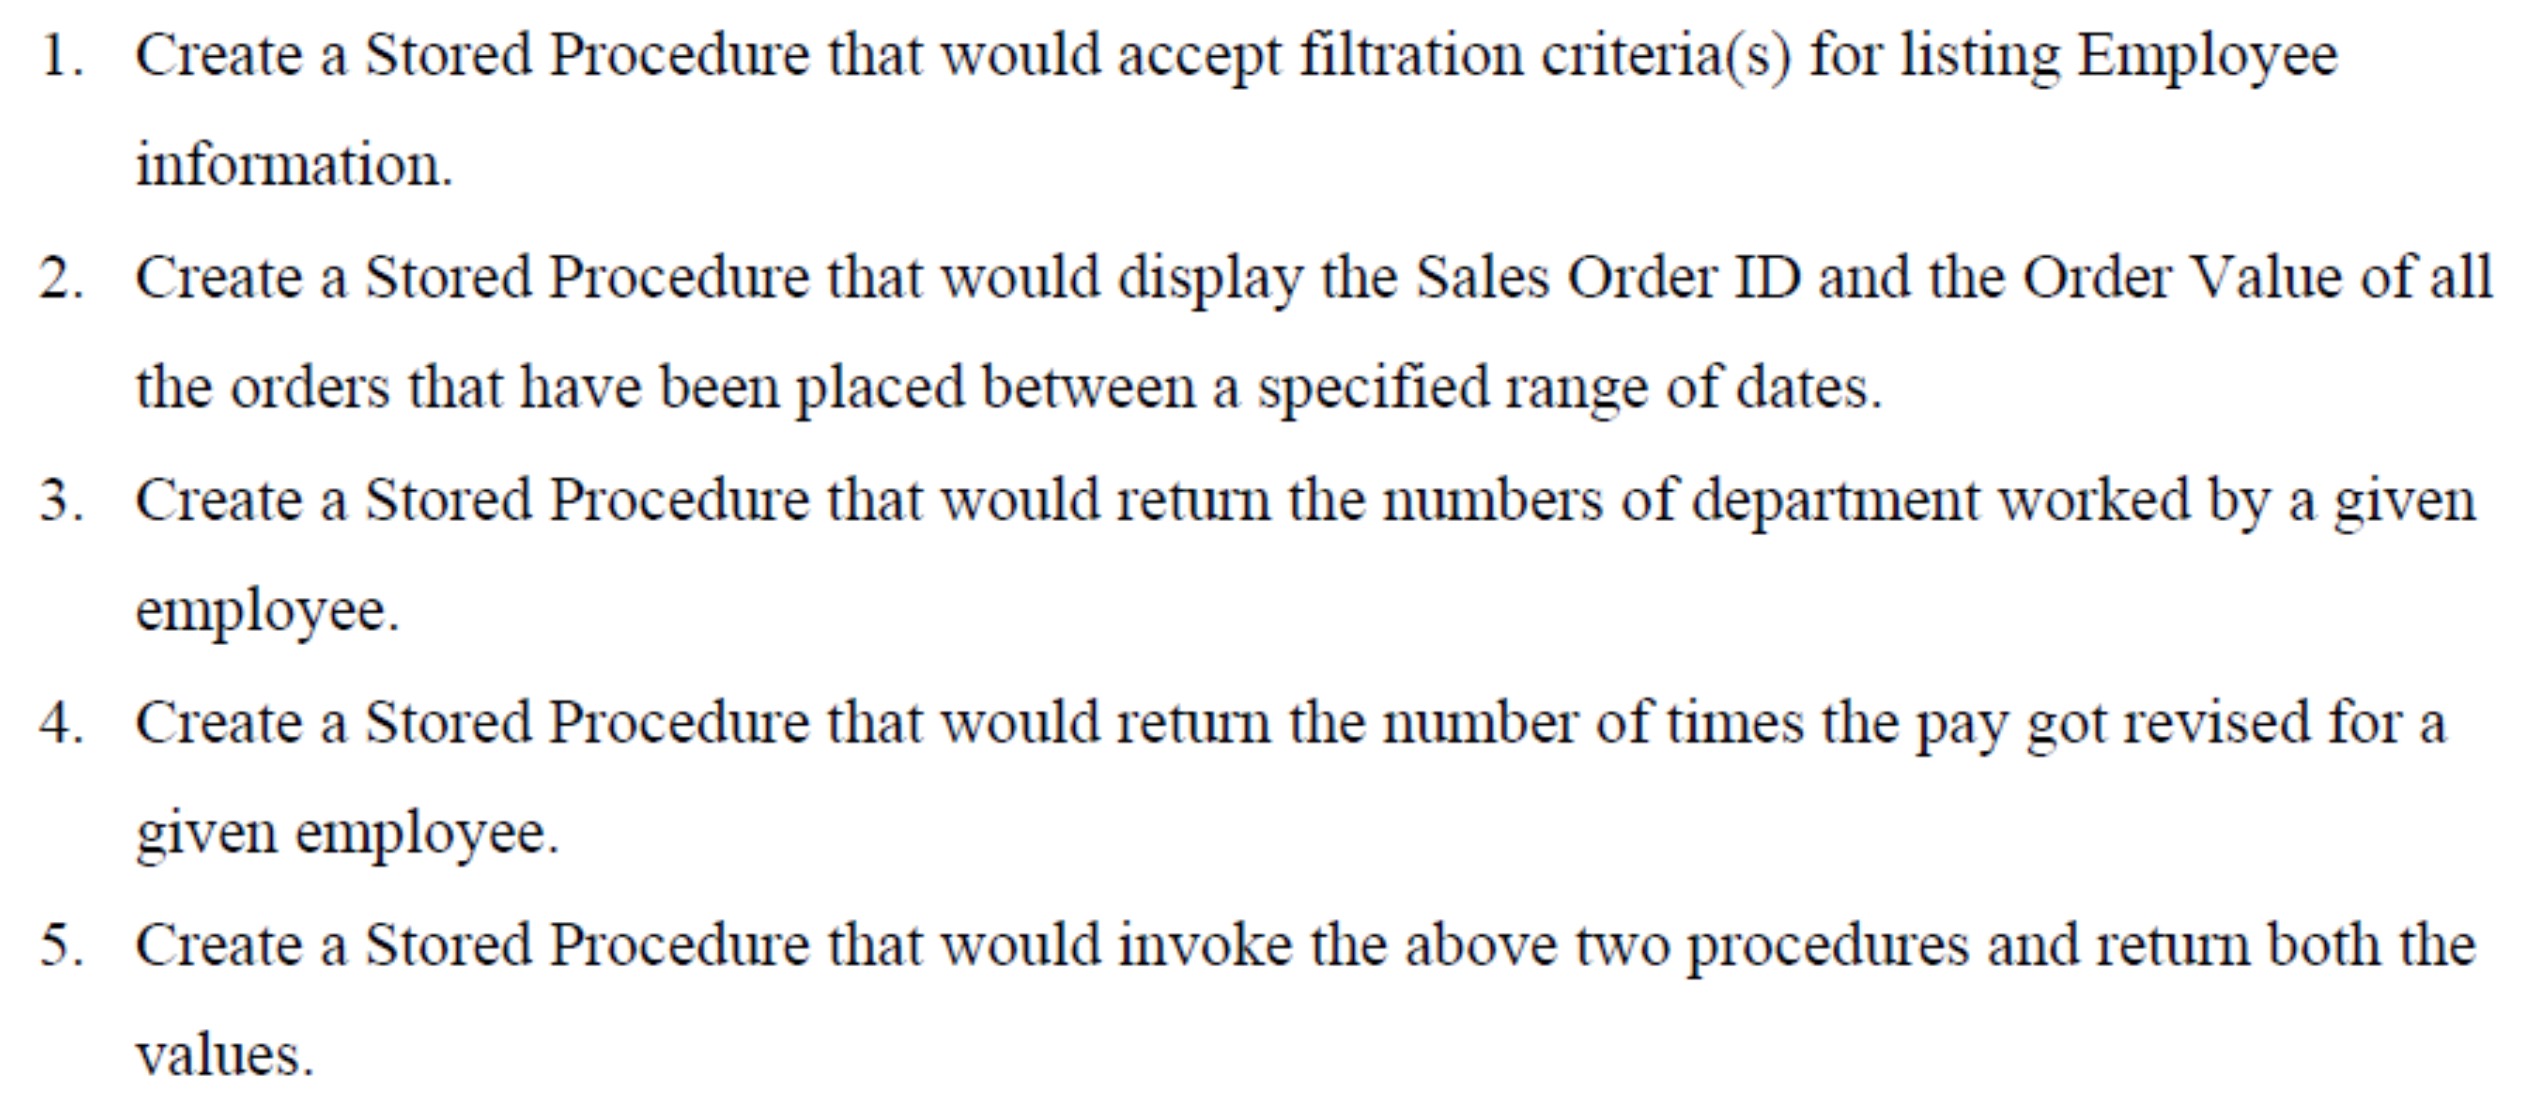 1. Create a Stored Procedure that would accept filtration criteria(s) for listing Employee
information.
2. Create a Stored Procedure that would display the Sales Order ID and the Order Value of all
the orders that have been placed between a specified range of dates.
3. Create a Stored Procedure that would return the numbers of department worked by a given
employee.
4. Create a Stored Procedure that would return the number of times the pay got revised for a
given employee.
5. Create a Stored Procedure that would invoke the above two procedures and return both the
values.